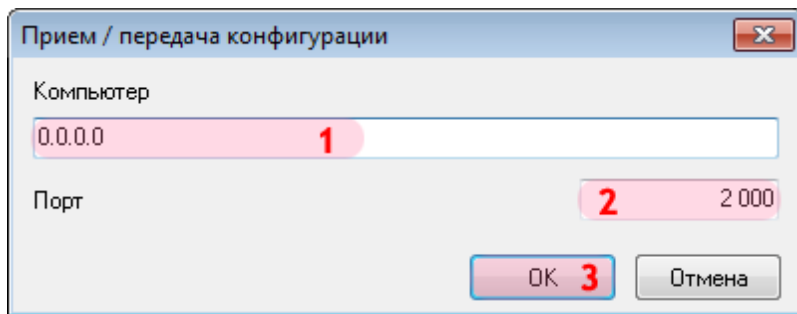 Прием / передача конфигурации
Компьютер
0.0.0.0 1
Порт 2 2 000
OK 3 Отмена